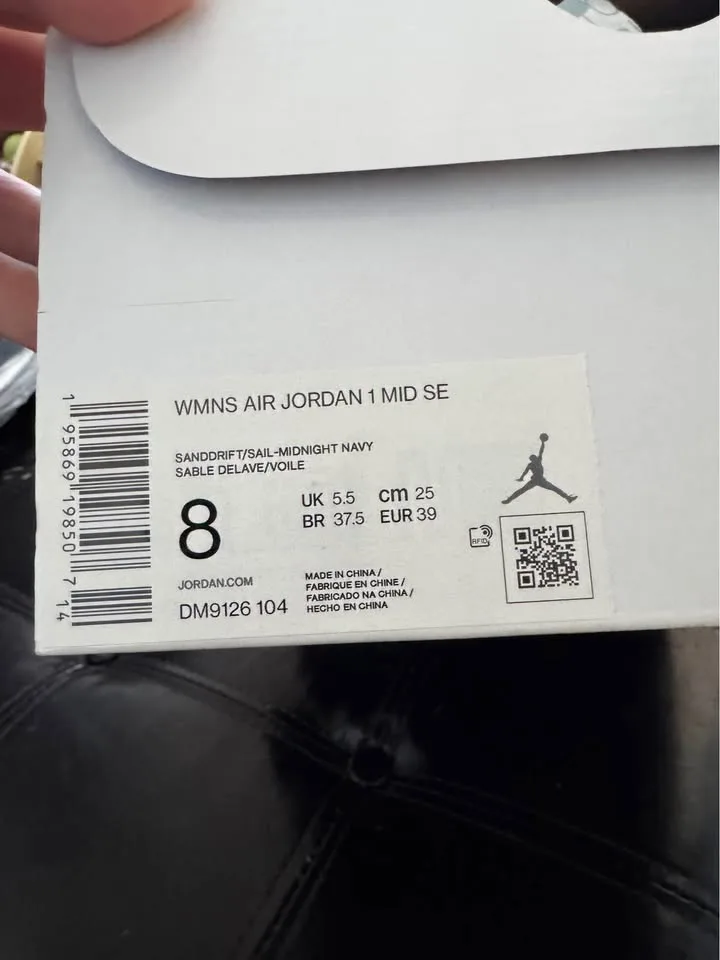 WMNS AIR JORDAN 1 MID SE
SANDDRIFT/SAIL-MIDNIGHT NAVY
SABLE DELAVE/VOILE
8
UK 5.5 cm 25
BR 37.5 EUR 39
JORDAN.COM
DM9126 104
MADE IN CHINA /
FABRIQUE EN CHINE /
FABRICADO NA CHINA /
HECHO EN CHINA
RFID
1 95869 19850 7 14